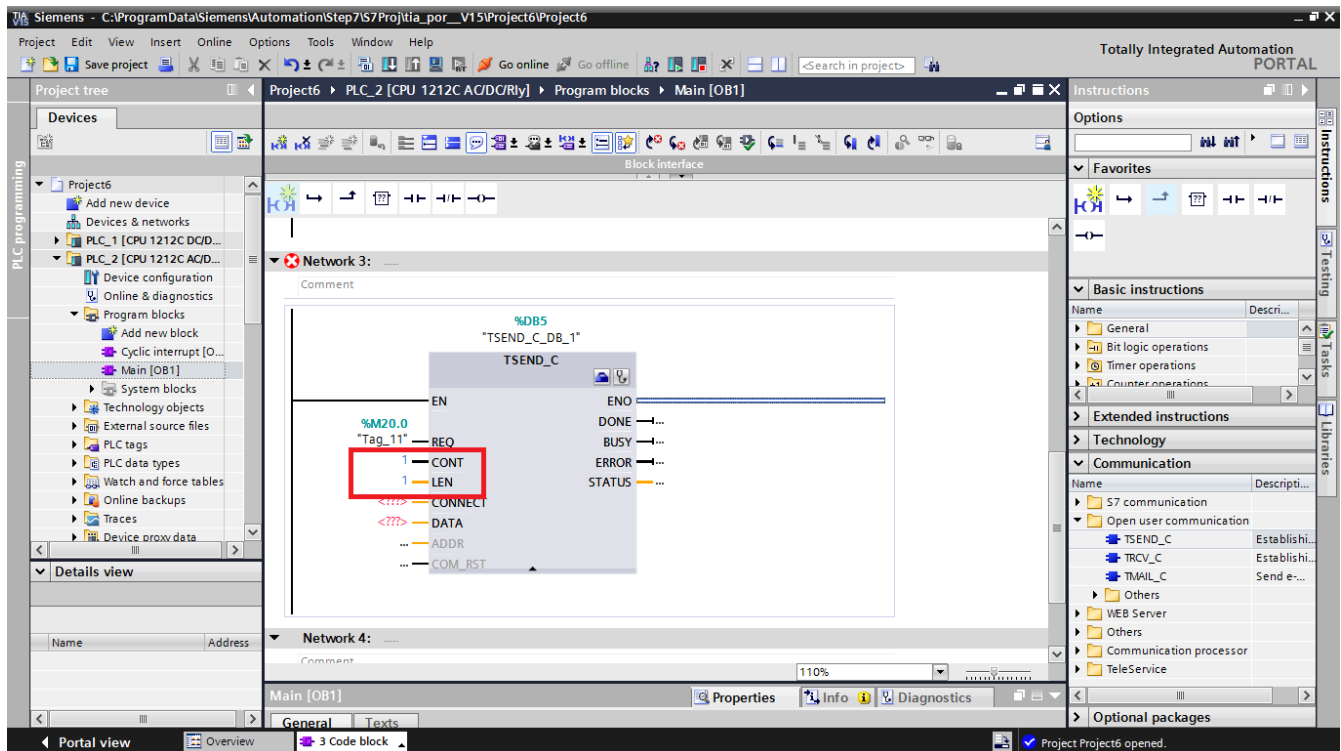 Siemens - C:\ProgramData\Siemens\Automation\Step7\S7Proj\tia_por__V15\Project6\Project6
Project Edit View Insert Online Options Tools Window Help
Totally Integrated Automation
PORTAL
Save project Go online Go offline <Search in project>
Project tree
Devices
PLC programming
Project6
Add new device
Devices & networks
PLC_1 [CPU 1212C DC/D...
PLC_2 [CPU 1212C AC/D...
Device configuration
Online & diagnostics
Program blocks
Add new block
Cyclic interrupt [O...
Main [OB1]
System blocks
Technology objects
External source files
PLC tags
PLC data types
Watch and force tables
Online backups
Traces
Device proxy data
Details view
Name Address
Project6 PLC_2 [CPU 1212C AC/DC/Rly] Program blocks Main [OB1]
Block interface
Network 3: .....
Comment
%DB5
"TSEND_C_DB_1"
TSEND_C
EN ENO
%M20.0 DONE ...
"Tag_11" REQ BUSY ...
1 CONT ERROR ...
1 LEN STATUS ...
<???> CONNECT
<???> DATA
... ADDR
... COM_RST
Network 4: .....
Comment
110%
Main [OB1]
Properties Info Diagnostics
General Texts
Instructions
Options
Favorites
Basic instructions
Name Descri...
General
Bit logic operations
Timer operations
Counter operations
Extended instructions
Technology
Communication
Name Descripti...
S7 communication
Open user communication
TSEND_C Establishi...
TRCV_C Establishi...
TMAIL_C Send e-...
Others
WEB Server
Others
Communication processor
TeleService
Optional packages
Instructions
Testing
Tasks
Libraries
Portal view Overview 3 Code block
Project Project6 opened.